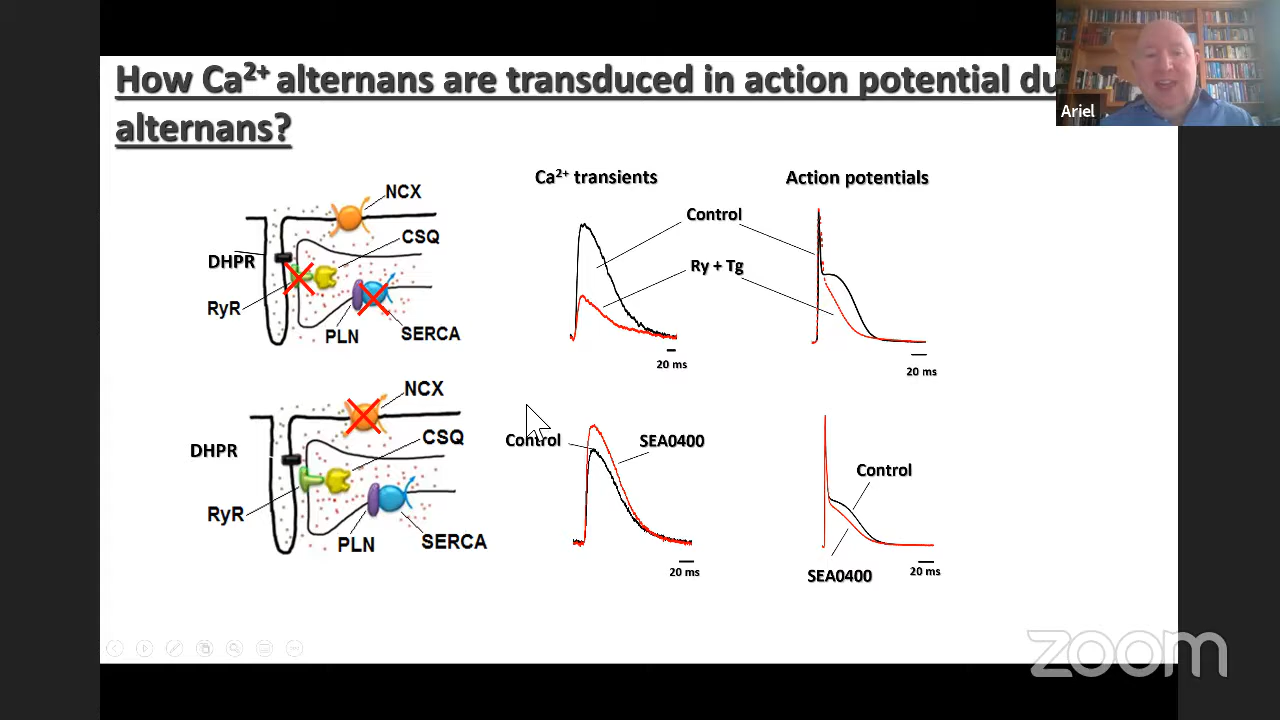 How Ca²⁺ alternans are transduced in action potential du
alternans?
Ariel
Ca²⁺ transients
Action potentials
NCX
CSQ
DHPR
RyR
PLN
SERCA
Control
Ry + Tg
20 ms
20 ms
NCX
CSQ
DHPR
RyR
PLN
SERCA
Control
SEA0400
20 ms
Control
SEA0400
20 ms
zoom